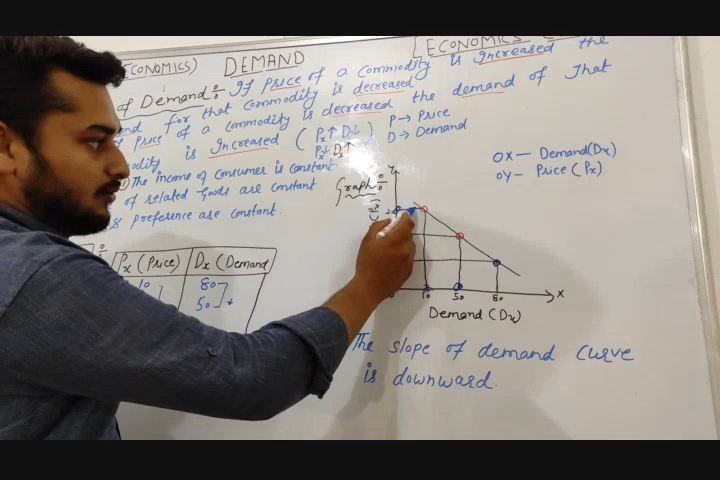 ECONOMICS) DEMAND [ECONOMICS
of Demand:- If Price of a commodity is Increased the
for that commodity is decreased
Price of a commodity is decreased the demand of that
is Increased (Px↑ D↓) P → Price
Px↓ Dx↑ D → Demand
The income of consumer is constant.
of related Goods are constant.
& preference are constant.
OX — Demand(Dx)
OY — Price (Px)
Graph:-
Y
Px (Price) Dx (Demand
10 80
50
10 50 80 X
Demand (Dx)
The slope of demand curve
is downward.